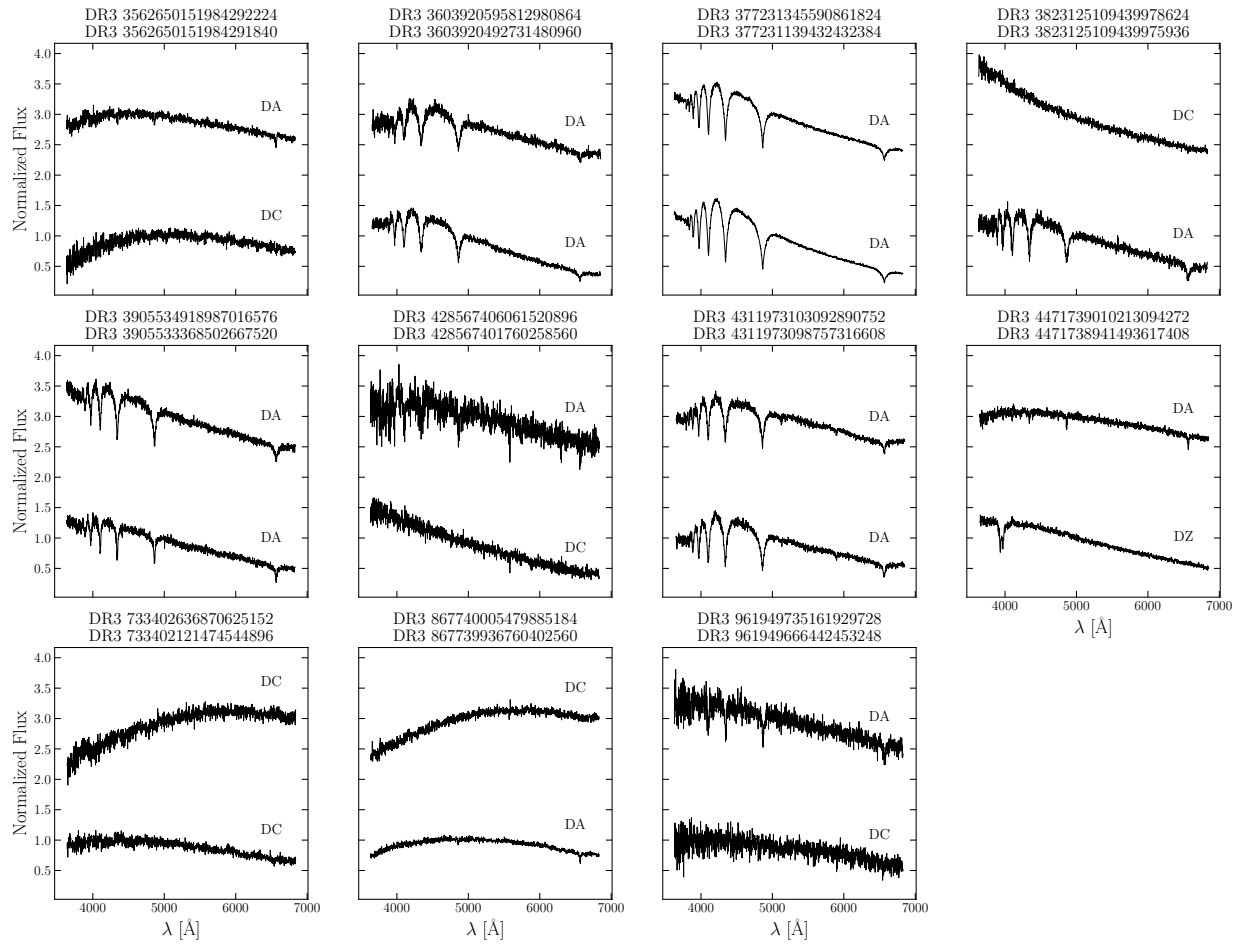 DR3 3562650151984292224
DR3 3562650151984291840
DR3 3603920595812980864
DR3 3603920492731480960
DR3 377231345590861824
DR3 377231139432432384
DR3 3823125109439978624
DR3 3823125109439975936
4.0
3.5
3.0
2.5
2.0
1.5
1.0
0.5
Normalized Flux
DA
DC
DA
DA
DA
DA
DC
DA
DR3 3905534918987016576
DR3 3905533368502667520
DR3 428567406061520896
DR3 428567401760258560
DR3 4311973103092890752
DR3 4311973098757316608
DR3 4471739010213094272
DR3 4471738941493617408
4.0
3.5
3.0
2.5
2.0
1.5
1.0
0.5
Normalized Flux
DA
DA
DA
DC
DA
DA
DA
DZ
4000 5000 6000 7000
λ [Å]
DR3 733402636870625152
DR3 733402121474544896
DR3 867740005479885184
DR3 867739936760402560
DR3 961949735161929728
DR3 961949666442453248
4.0
3.5
3.0
2.5
2.0
1.5
1.0
0.5
Normalized Flux
DC
DC
DC
DA
DA
DC
4000 5000 6000 7000
4000 5000 6000 7000
4000 5000 6000 7000
λ [Å]
λ [Å]
λ [Å]